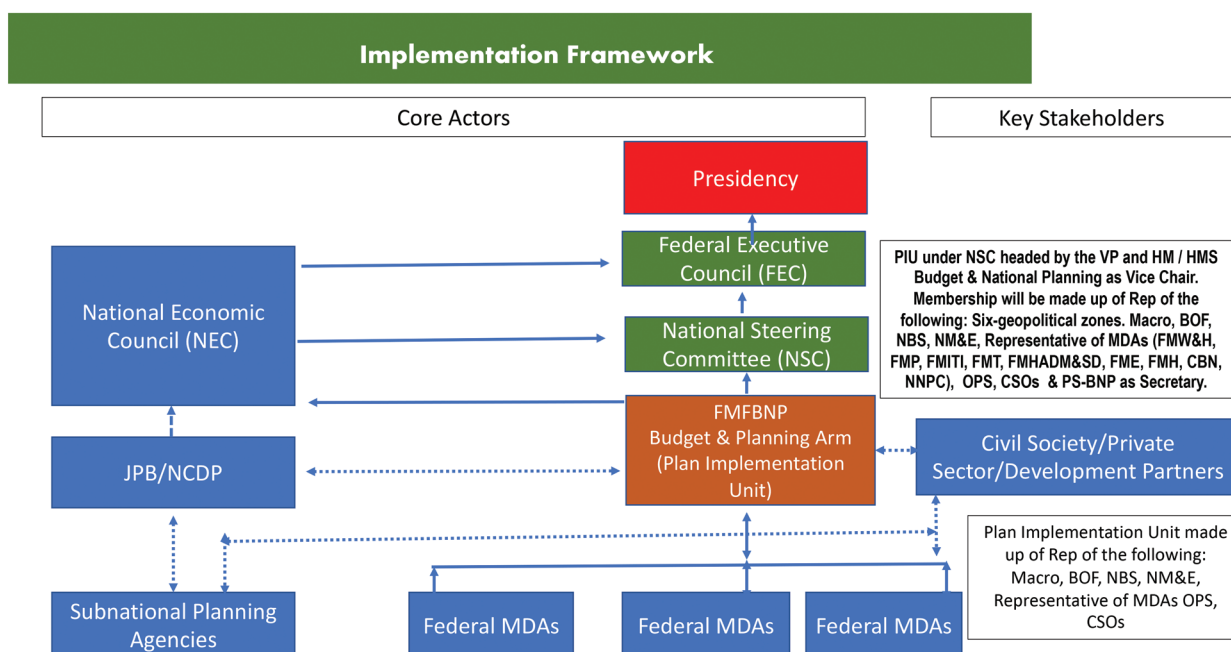 Implementation Framework
Core Actors
Key Stakeholders
Presidency
Federal Executive
Council (FEC)
National Economic
Council (NEC)
National Steering
Committee (NSC)
PIU under NSC headed by the VP and HM / HMS
Budget & National Planning as Vice Chair.
Membership will be made up of Rep of the
following: Six-geopolitical zones. Macro, BOF,
NBS, NM&E, Representative of MDAs (FMW&H,
FMP, FMITI, FMT, FMHADM&SD, FME, FMH, CBN,
NNPC), OPS, CSOs & PS-BNP as Secretary.
FMFBNP
Budget & Planning Arm
(Plan Implementation
Unit)
JPB/NCDP
Civil Society/Private
Sector/Development Partners
Plan Implementation Unit made
up of Rep of the following:
Macro, BOF, NBS, NM&E,
Representative of MDAs OPS,
CSOs
Subnational Planning
Agencies
Federal MDAs
Federal MDAs
Federal MDAs